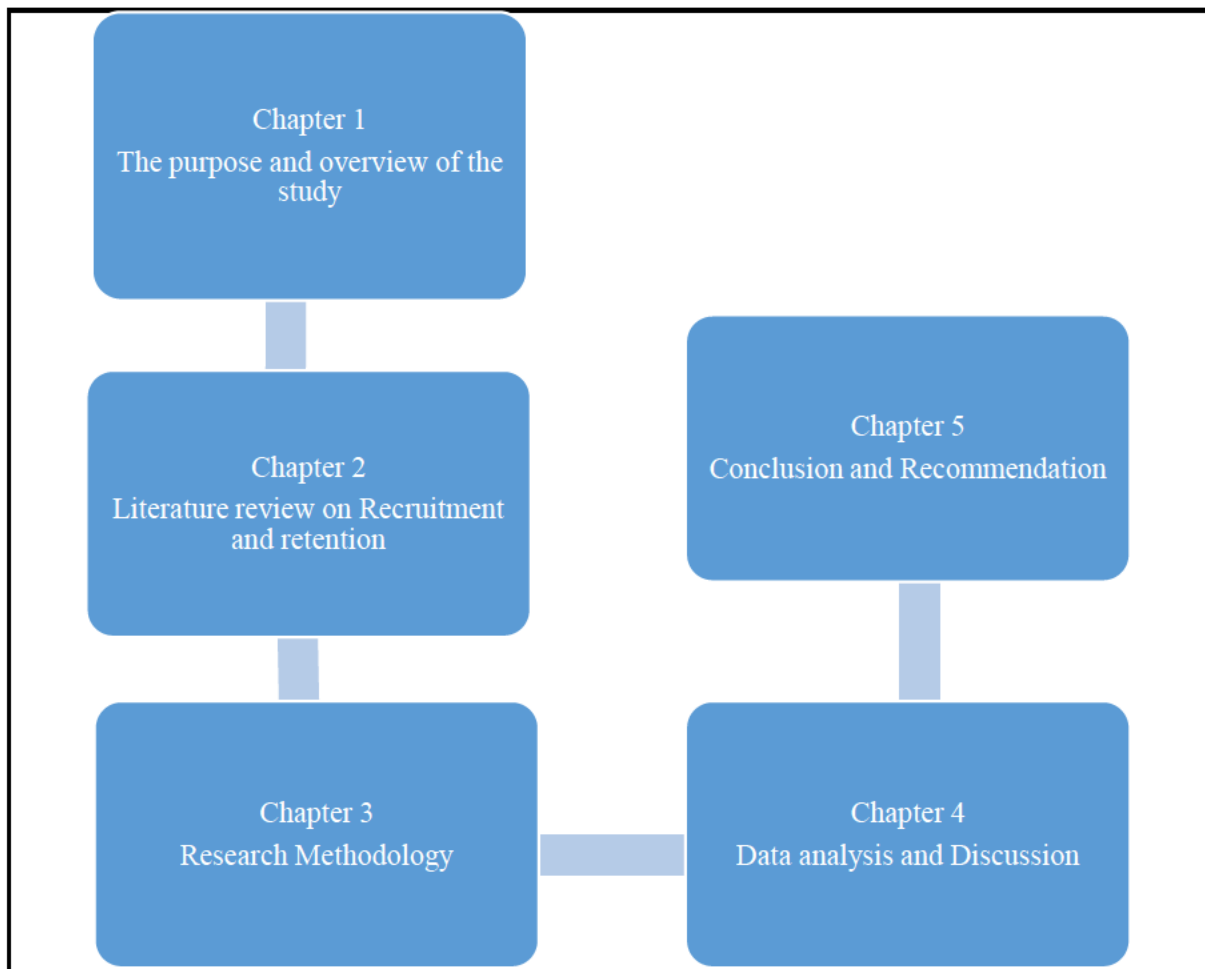 Chapter 1
The purpose and overview of the
study
Chapter 2
Literature review on Recruitment
and retention
Chapter 3
Research Methodology
Chapter 4
Data analysis and Discussion
Chapter 5
Conclusion and Recommendation